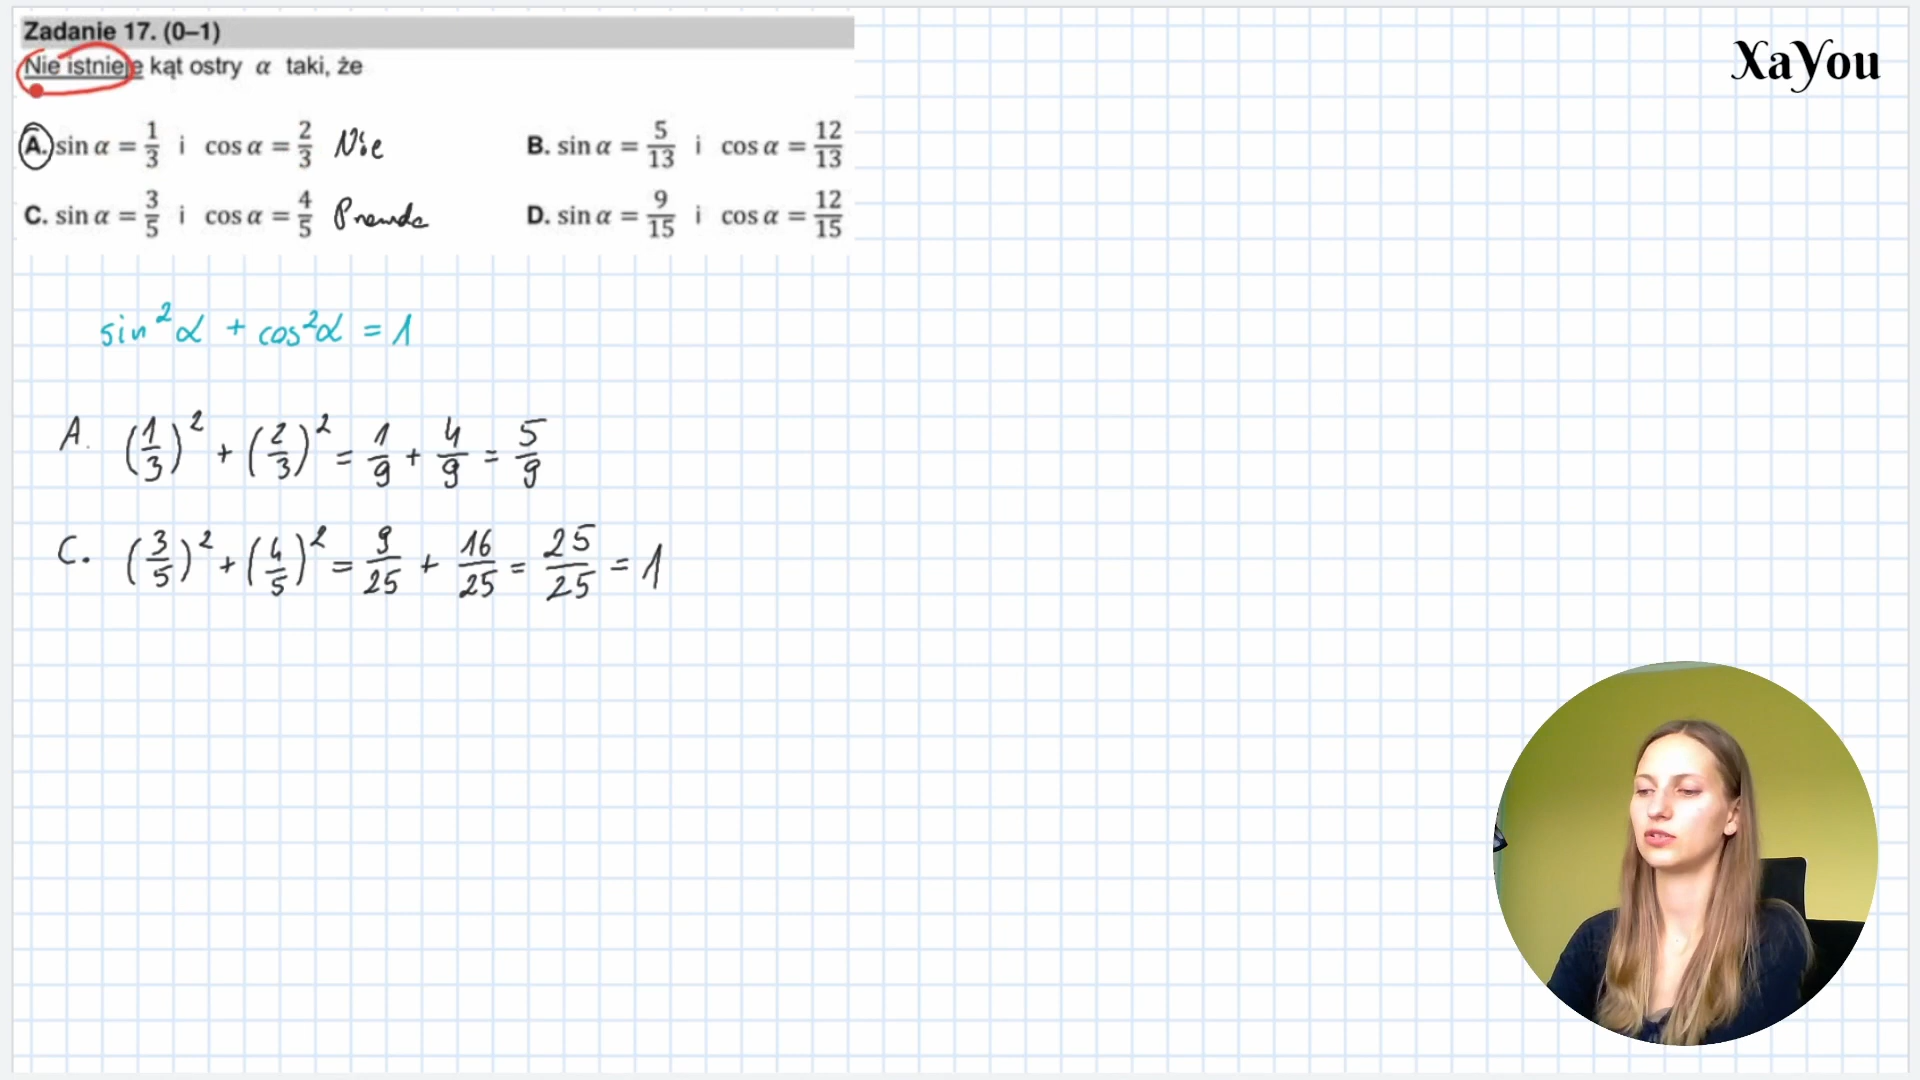 Zadanie 17. (0–1)
Nie istnieje kąt ostry α taki, że
XaYou
A. sin α = 1/3 i cos α = 2/3 Nie
B. sin α = 5/13 i cos α = 12/13
C. sin α = 3/5 i cos α = 4/5 Prawda
D. sin α = 9/15 i cos α = 12/15
sin²α + cos²α = 1
A. (1/3)² + (2/3)² = 1/9 + 4/9 = 5/9
C. (3/5)² + (4/5)² = 9/25 + 16/25 = 25/25 = 1